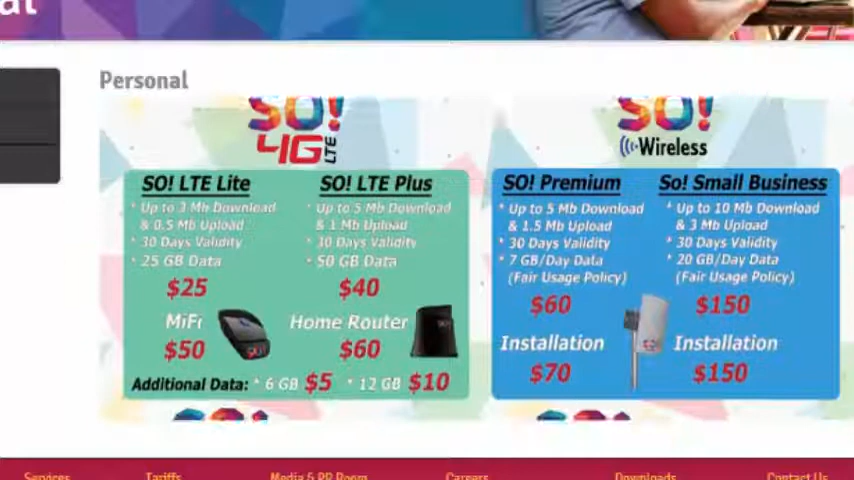 Personal
SO!
4G LTE
SO! LTE Lite
* Up to 3 Mb Download
& 0.5 Mb Upload
* 30 Days Validity
* 25 GB Data
$25
MiFi
$50
SO! LTE Plus
* Up to 5 Mb Download
& 1 Mb Upload
* 30 Days Validity
* 50 GB Data
$40
Home Router
$60
Additional Data: * 6 GB $5 * 12 GB $10
SO!
Wireless
SO! Premium
* Up to 5 Mb Download
& 1.5 Mb Upload
* 30 Days Validity
* 7 GB/Day Data
(Fair Usage Policy)
$60
Installation
$70
So! Small Business
* Up to 10 Mb Download
& 3 Mb Upload
* 30 Days Validity
* 20 GB/Day Data
(Fair Usage Policy)
$150
Installation
$150
Services Tariffs Media & PR Room Careers Downloads Contact Us